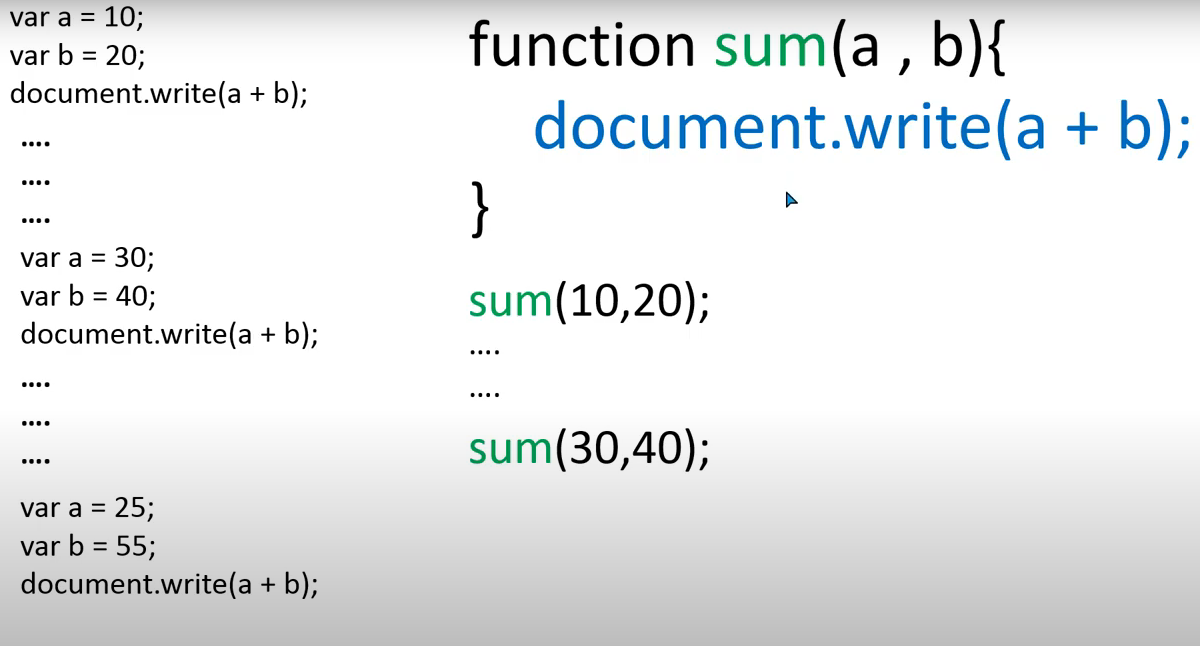 var a = 10;
var b = 20;
document.write(a + b);
....
....
....
var a = 30;
var b = 40;
document.write(a + b);
....
....
....
var a = 25;
var b = 55;
document.write(a + b);
function sum(a , b){
document.write(a + b);
}
sum(10,20);
....
....
sum(30,40);